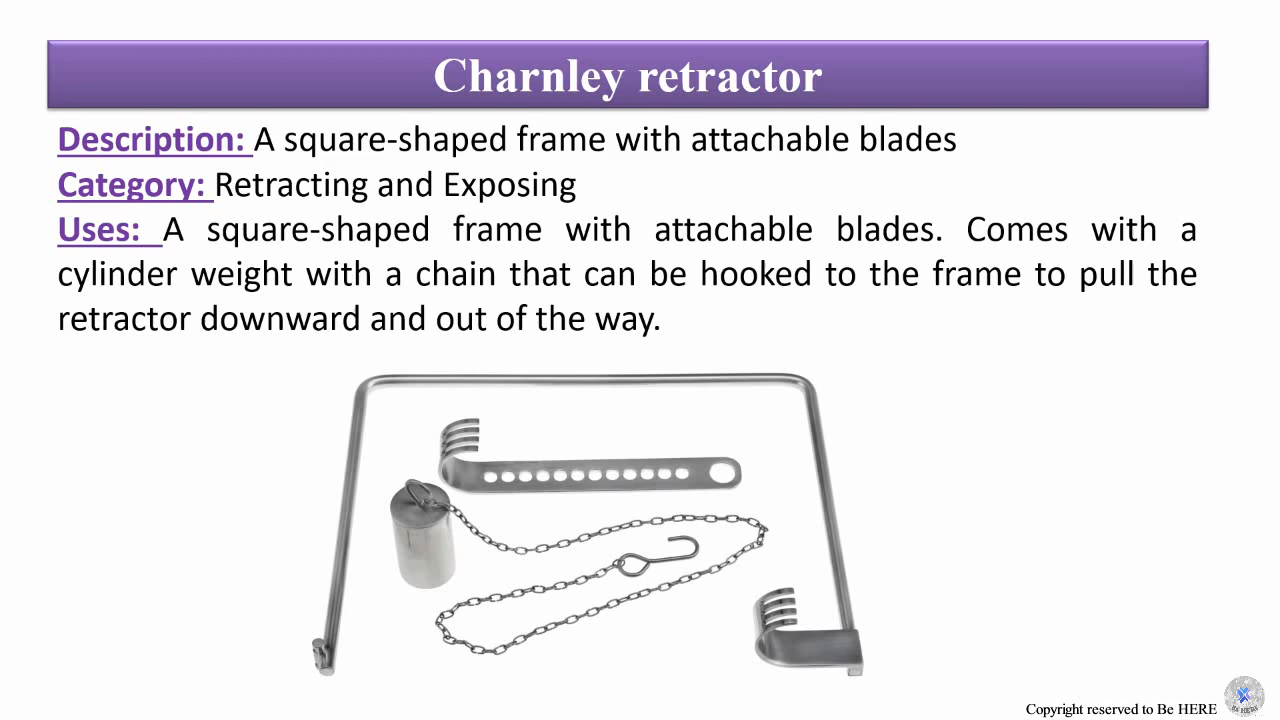 Charnley retractor
Description: A square-shaped frame with attachable blades
Category: Retracting and Exposing
Uses: A square-shaped frame with attachable blades. Comes with a
cylinder weight with a chain that can be hooked to the frame to pull the
retractor downward and out of the way.
Copyright reserved to Be HERE
Be HERE